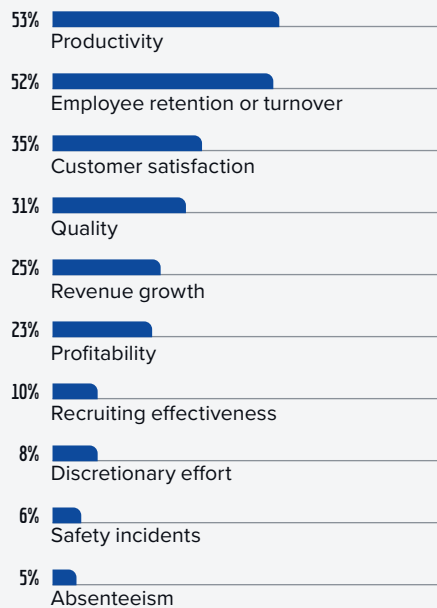 53%
Productivity
52%
Employee retention or turnover
35%
Customer satisfaction
31%
Quality
25%
Revenue growth
23%
Profitability
10%
Recruiting effectiveness
8%
Discretionary effort
6%
Safety incidents
5%
Absenteeism